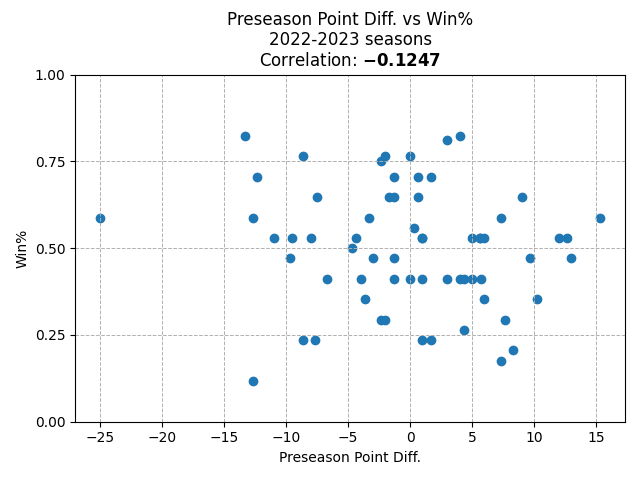 Preseason Point Diff. vs Win%
2022-2023 seasons
Correlation: −0.1247
1.00
0.75
0.50
0.25
0.00
Win%
−25 −20 −15 −10 −5 0 5 10 15
Preseason Point Diff.